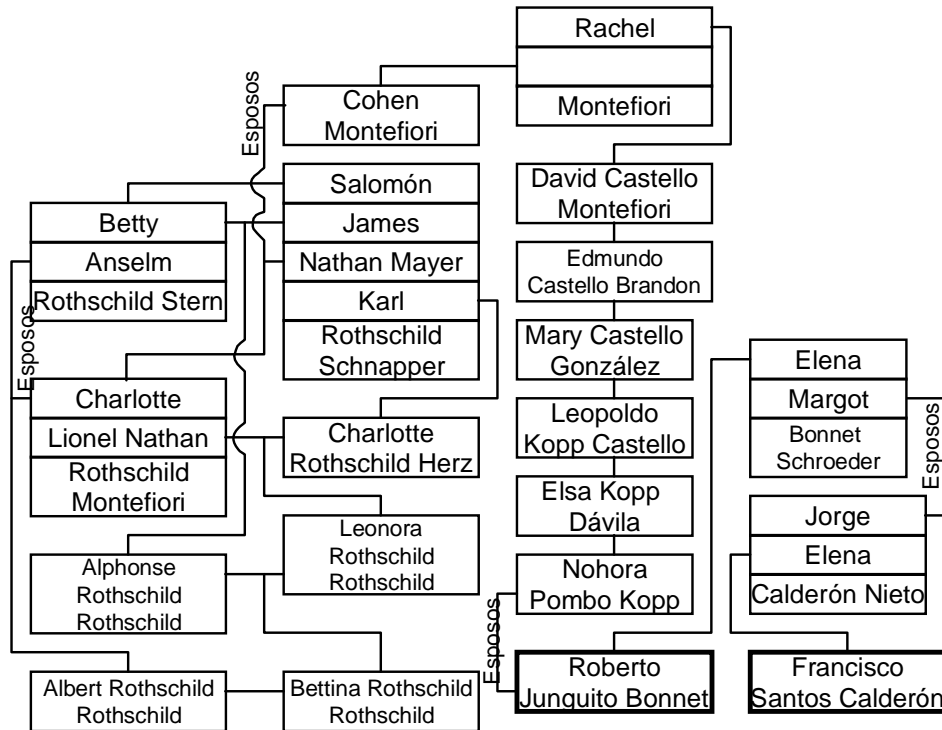 Rachel
Montefiori
Esposos
Cohen
Montefiori
Salomón
James
Nathan Mayer
Karl
Rothschild
Schnapper
Betty
Anselm
Rothschild Stern
Esposos
Charlotte
Lionel Nathan
Rothschild
Montefiori
Charlotte
Rothschild Herz
Alphonse
Rothschild
Rothschild
Leonora
Rothschild
Rothschild
Albert Rothschild
Rothschild
Bettina Rothschild
Rothschild
David Castello
Montefiori
Edmundo
Castello Brandon
Mary Castello
González
Leopoldo
Kopp Castello
Elsa Kopp
Dávila
Nohora
Pombo Kopp
Esposos
Roberto
Junguito Bonnet
Elena
Margot
Bonnet
Schroeder
Esposos
Jorge
Elena
Calderón Nieto
Francisco
Santos Calderón